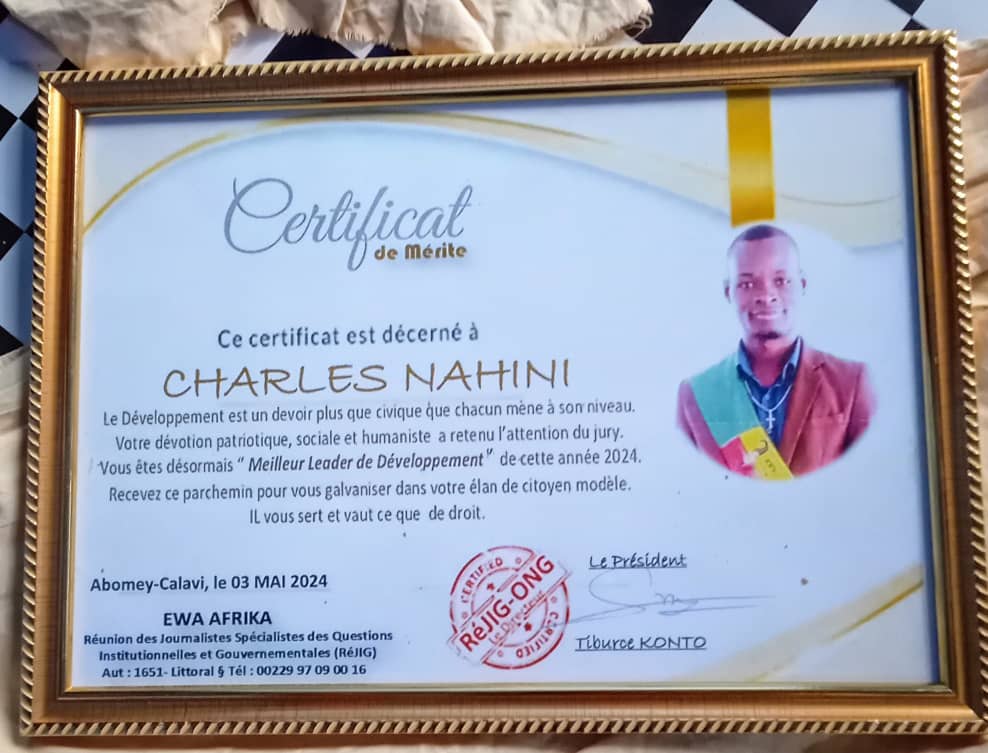 Certificat
de Mérite
Ce certificat est décerné à
CHARLES NAHINI
Le Développement est un devoir plus que civique que chacun mène à son niveau.
Votre dévotion patriotique, sociale et humaniste a retenu l'attention du jury.
Vous êtes désormais “ Meilleur Leader de Développement” de cette année 2024.
Recevez ce parchemin pour vous galvaniser dans votre élan de citoyen modèle.
IL vous sert et vaut ce que de droit.
Abomey-Calavi, le 03 MAI 2024
EWA AFRIKA
Réunion des Journalistes Spécialistes des Questions
Institutionnelles et Gouvernementales (RéJIG)
Aut : 1651- Littoral § Tél : 00229 97 09 00 16
CERTIFIED
RéJIG-ONG
Le Directeur
CERTIFIED
Le Président
Tiburce KONTO